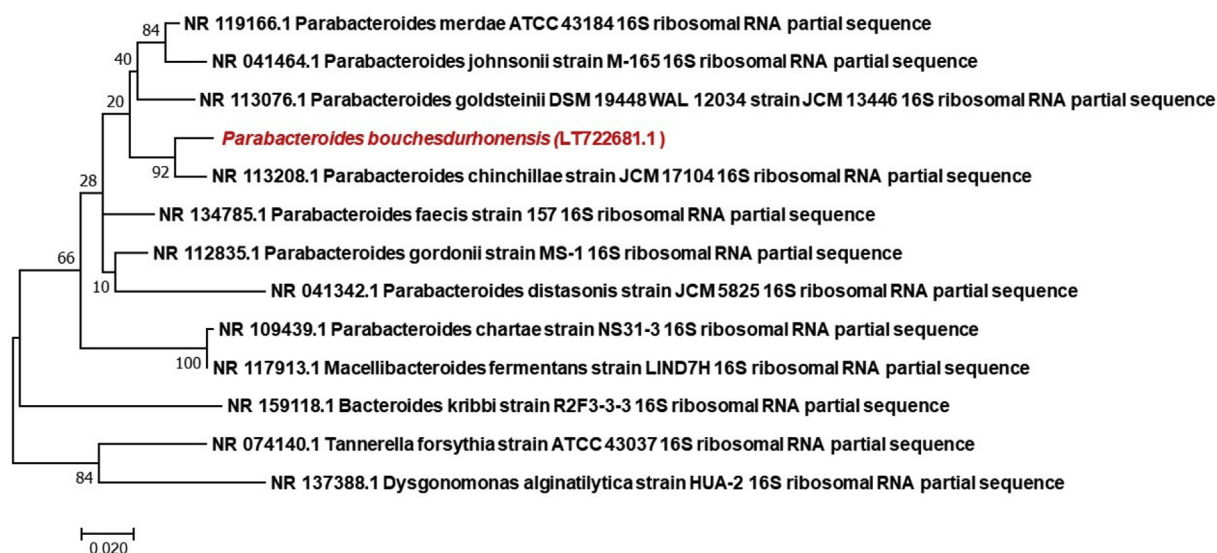 NR 119166.1 Parabacteroides merdae ATCC 43184 16S ribosomal RNA partial sequence
84
NR 041464.1 Parabacteroides johnsonii strain M-165 16S ribosomal RNA partial sequence
40
NR 113076.1 Parabacteroides goldsteinii DSM 19448 WAL 12034 strain JCM 13446 16S ribosomal RNA partial sequence
20
Parabacteroides bouchesdurhonensis (LT722681.1 )
92
NR 113208.1 Parabacteroides chinchillae strain JCM 17104 16S ribosomal RNA partial sequence
28
NR 134785.1 Parabacteroides faecis strain 157 16S ribosomal RNA partial sequence
NR 112835.1 Parabacteroides gordonii strain MS-1 16S ribosomal RNA partial sequence
66
10
NR 041342.1 Parabacteroides distasonis strain JCM 5825 16S ribosomal RNA partial sequence
NR 109439.1 Parabacteroides chartae strain NS31-3 16S ribosomal RNA partial sequence
100
NR 117913.1 Macellibacteroides fermentans strain LIND7H 16S ribosomal RNA partial sequence
NR 159118.1 Bacteroides kribbi strain R2F3-3-3 16S ribosomal RNA partial sequence
NR 074140.1 Tannerella forsythia strain ATCC 43037 16S ribosomal RNA partial sequence
84
NR 137388.1 Dysgonomonas alginatilytica strain HUA-2 16S ribosomal RNA partial sequence
0.020